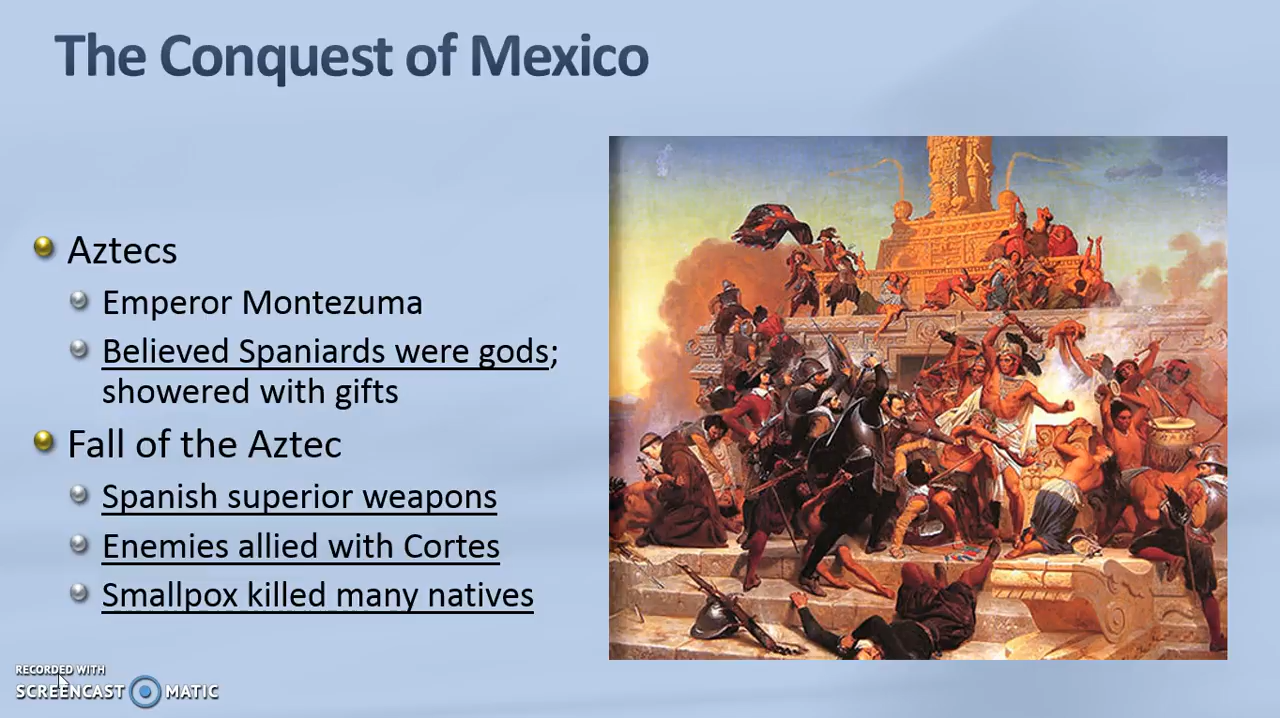 The Conquest of Mexico
Aztecs
Emperor Montezuma
Believed Spaniards were gods;
showered with gifts
Fall of the Aztec
Spanish superior weapons
Enemies allied with Cortes
Smallpox killed many natives
RECORDED WITH
SCREENCAST MATIC